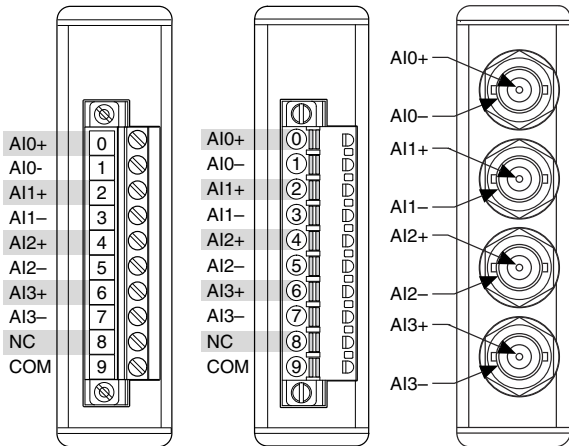 AI0+ 0
AI0- 1
AI1+ 2
AI1– 3
AI2+ 4
AI2– 5
AI3+ 6
AI3– 7
NC 8
COM 9
AI0+ 0
AI0– 1
AI1+ 2
AI1– 3
AI2+ 4
AI2– 5
AI3+ 6
AI3– 7
NC 8
COM 9
AI0+
AI0–
AI1+
AI1–
AI2+
AI2–
AI3+
AI3–